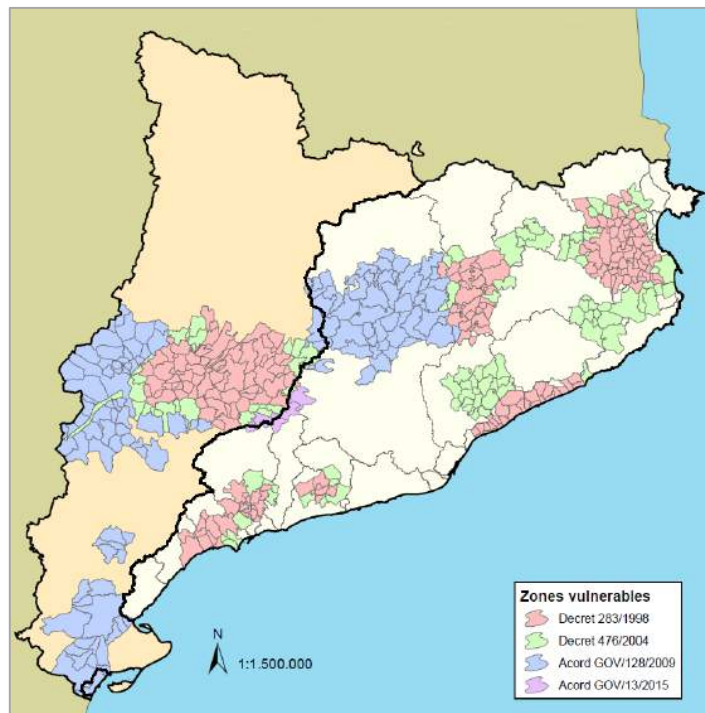 Zones vulnerables
Decret 283/1998
Decret 476/2004
Acord GOV/128/2009
Acord GOV/13/2015
N
1:1.500.000